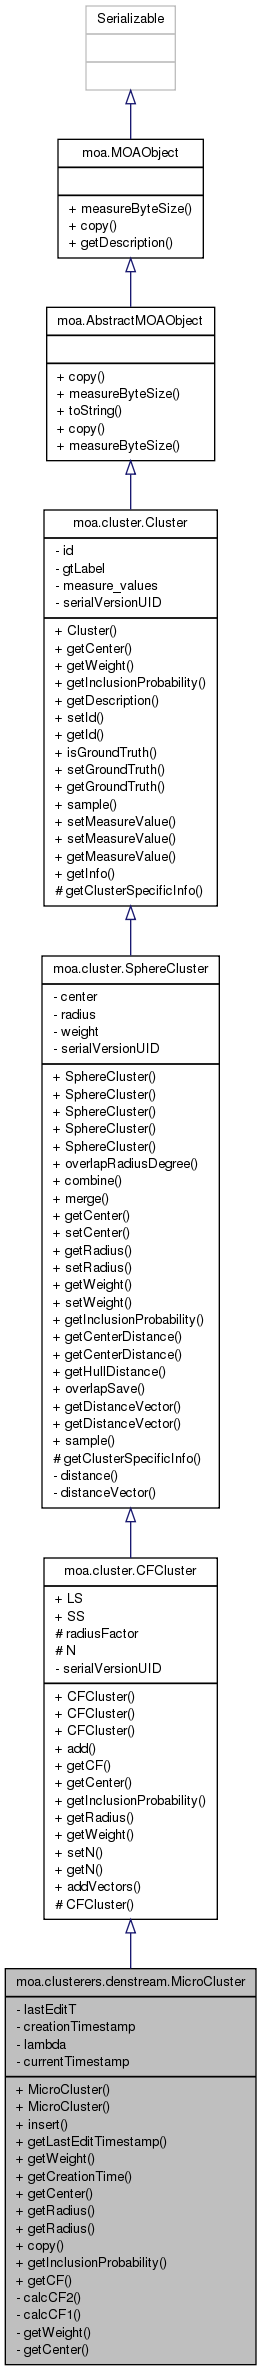 Serializable
moa.MOAObject
+ measureByteSize()
+ copy()
+ getDescription()
moa.AbstractMOAObject
+ copy()
+ measureByteSize()
+ toString()
+ copy()
+ measureByteSize()
moa.cluster.Cluster
- id
- gtLabel
- measure_values
- serialVersionUID
+ Cluster()
+ getCenter()
+ getWeight()
+ getInclusionProbability()
+ getDescription()
+ setId()
+ getId()
+ isGroundTruth()
+ setGroundTruth()
+ getGroundTruth()
+ sample()
+ setMeasureValue()
+ setMeasureValue()
+ getMeasureValue()
+ getInfo()
# getClusterSpecificInfo()
moa.cluster.SphereCluster
- center
- radius
- weight
- serialVersionUID
+ SphereCluster()
+ SphereCluster()
+ SphereCluster()
+ SphereCluster()
+ SphereCluster()
+ overlapRadiusDegree()
+ combine()
+ merge()
+ getCenter()
+ setCenter()
+ getRadius()
+ setRadius()
+ getWeight()
+ setWeight()
+ getInclusionProbability()
+ getCenterDistance()
+ getCenterDistance()
+ getHullDistance()
+ overlapSave()
+ getDistanceVector()
+ getDistanceVector()
+ sample()
# getClusterSpecificInfo()
- distance()
- distanceVector()
moa.cluster.CFCluster
+ LS
+ SS
# radiusFactor
# N
- serialVersionUID
+ CFCluster()
+ CFCluster()
+ CFCluster()
+ add()
+ getCF()
+ getCenter()
+ getInclusionProbability()
+ getRadius()
+ getWeight()
+ setN()
+ getN()
+ addVectors()
# CFCluster()
moa.clusterers.denstream.MicroCluster
- lastEditT
- creationTimestamp
- lambda
- currentTimestamp
+ MicroCluster()
+ MicroCluster()
+ insert()
+ getLastEditTimestamp()
+ getWeight()
+ getCreationTime()
+ getCenter()
+ getRadius()
+ getRadius()
+ copy()
+ getInclusionProbability()
+ getCF()
- calcCF2()
- calcCF1()
- getWeight()
- getCenter()